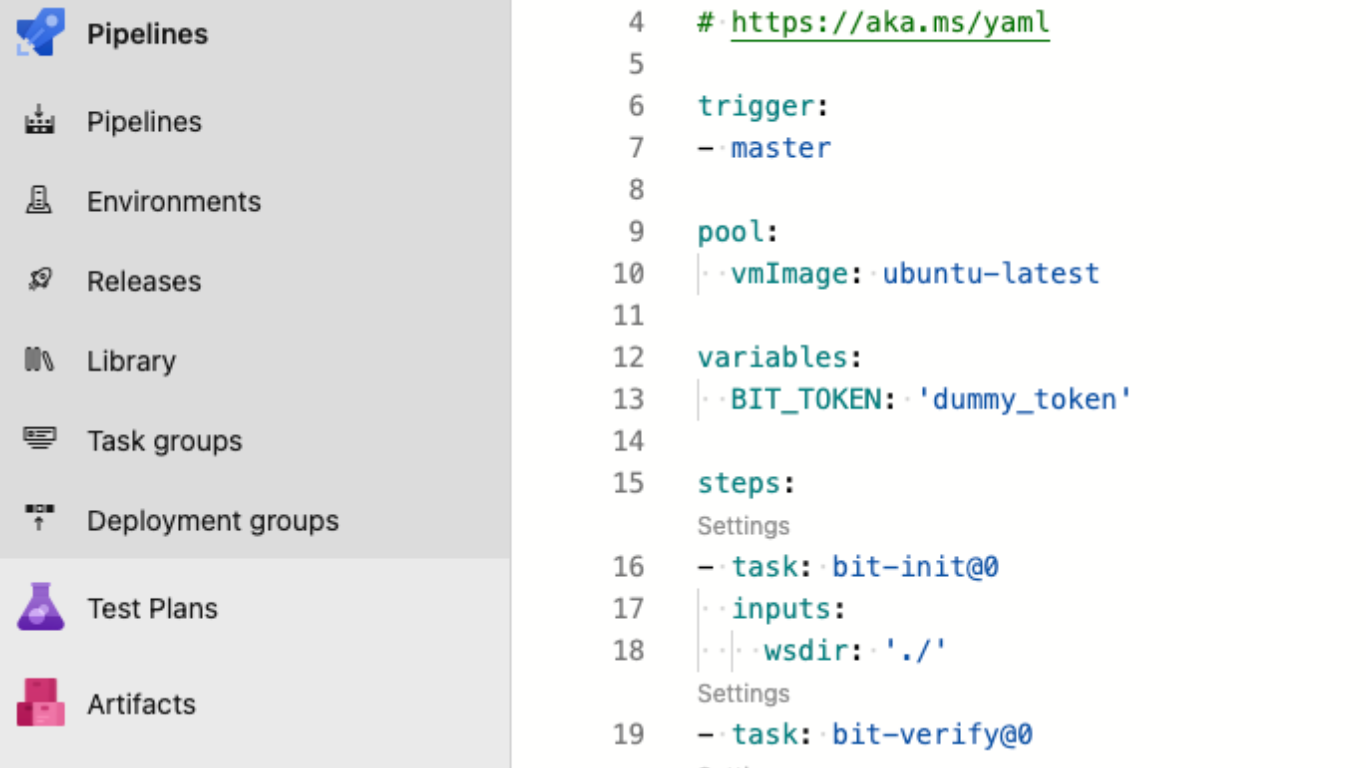 Pipelines
Pipelines
Environments
Releases
Library
Task groups
Deployment groups
Test Plans
Artifacts
4 # https://aka.ms/yaml
5
6 trigger:
7 - master
8
9 pool:
10   vmImage: ubuntu-latest
11
12 variables:
13   BIT_TOKEN: 'dummy_token'
14
15 steps:
Settings
16 - task: bit-init@0
17   inputs:
18     wsdir: './'
Settings
19 - task: bit-verify@0